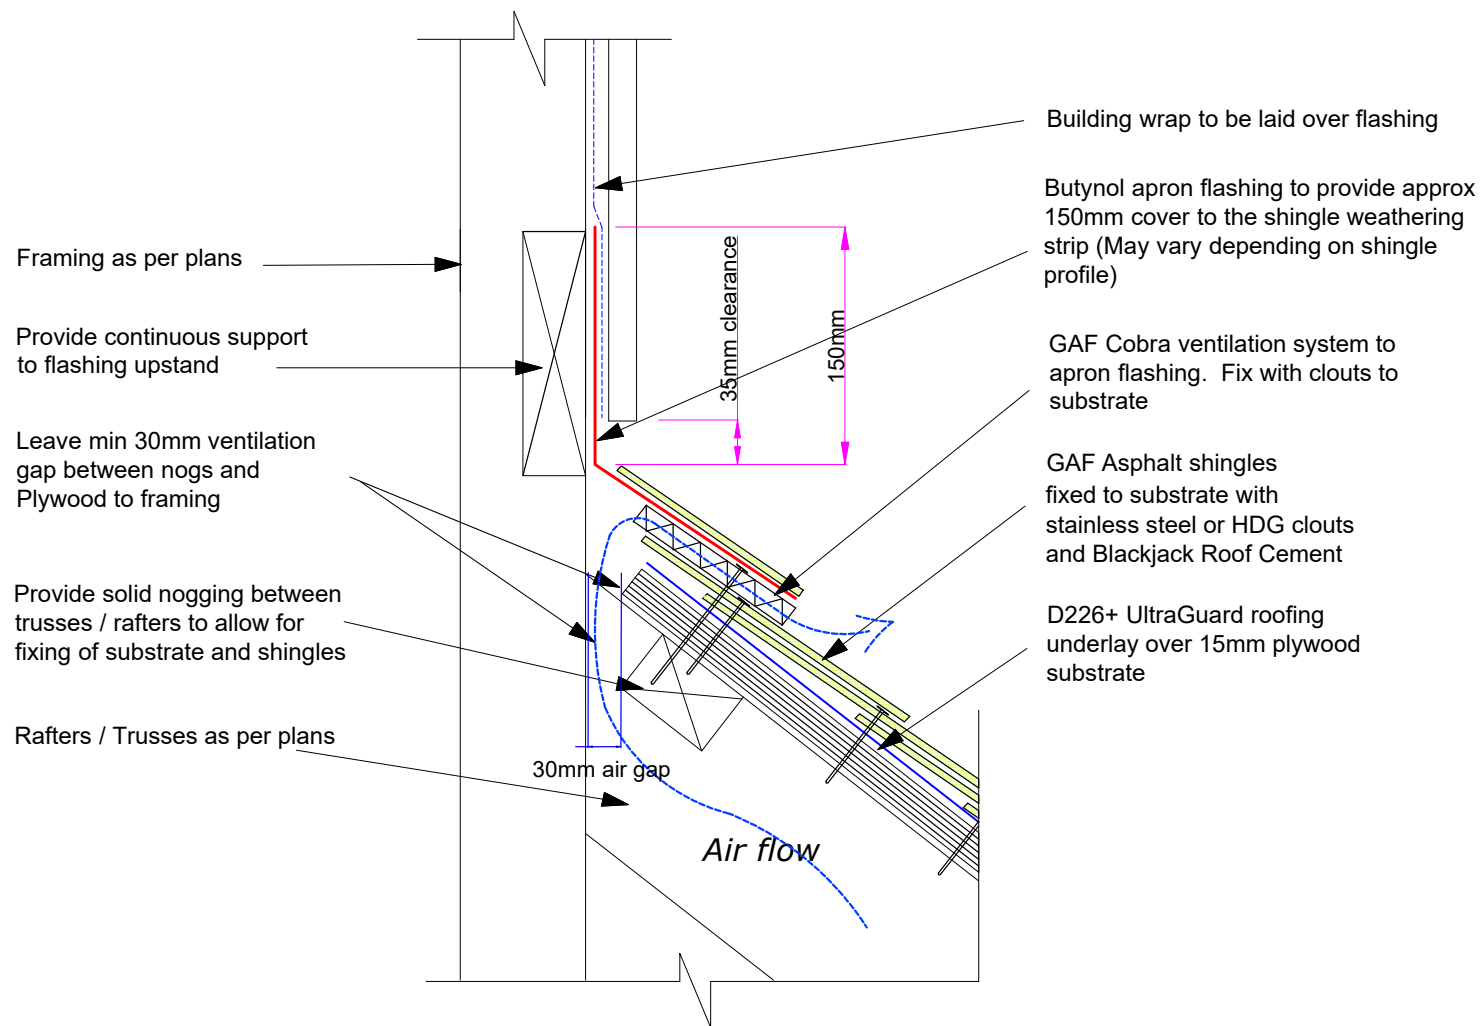 Framing as per plans
Provide continuous support
to flashing upstand
Leave min 30mm ventilation
gap between nogs and
Plywood to framing
Provide solid nogging between
trusses / rafters to allow for
fixing of substrate and shingles
Rafters / Trusses as per plans
35mm clearance
150mm
30mm air gap
Air flow
Building wrap to be laid over flashing
Butynol apron flashing to provide approx
150mm cover to the shingle weathering
strip (May vary depending on shingle
profile)
GAF Cobra ventilation system to
apron flashing.  Fix with clouts to
substrate
GAF Asphalt shingles
fixed to substrate with
stainless steel or HDG clouts
and Blackjack Roof Cement
D226+ UltraGuard roofing
underlay over 15mm plywood
substrate